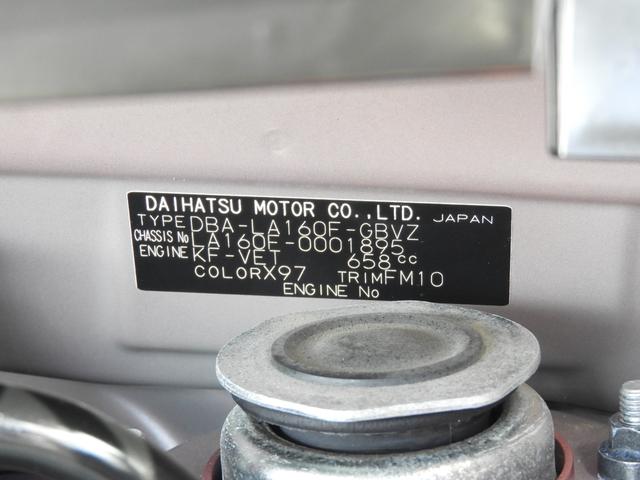 DAIHATSU MOTOR CO.,LTD. JAPAN
TYPE DBA-LA160F-GBVZ
CHASSIS No LA160F-0001895
ENGINE KF-VET 658cc
COLOR X97 TRIM FM10
ENGINE No